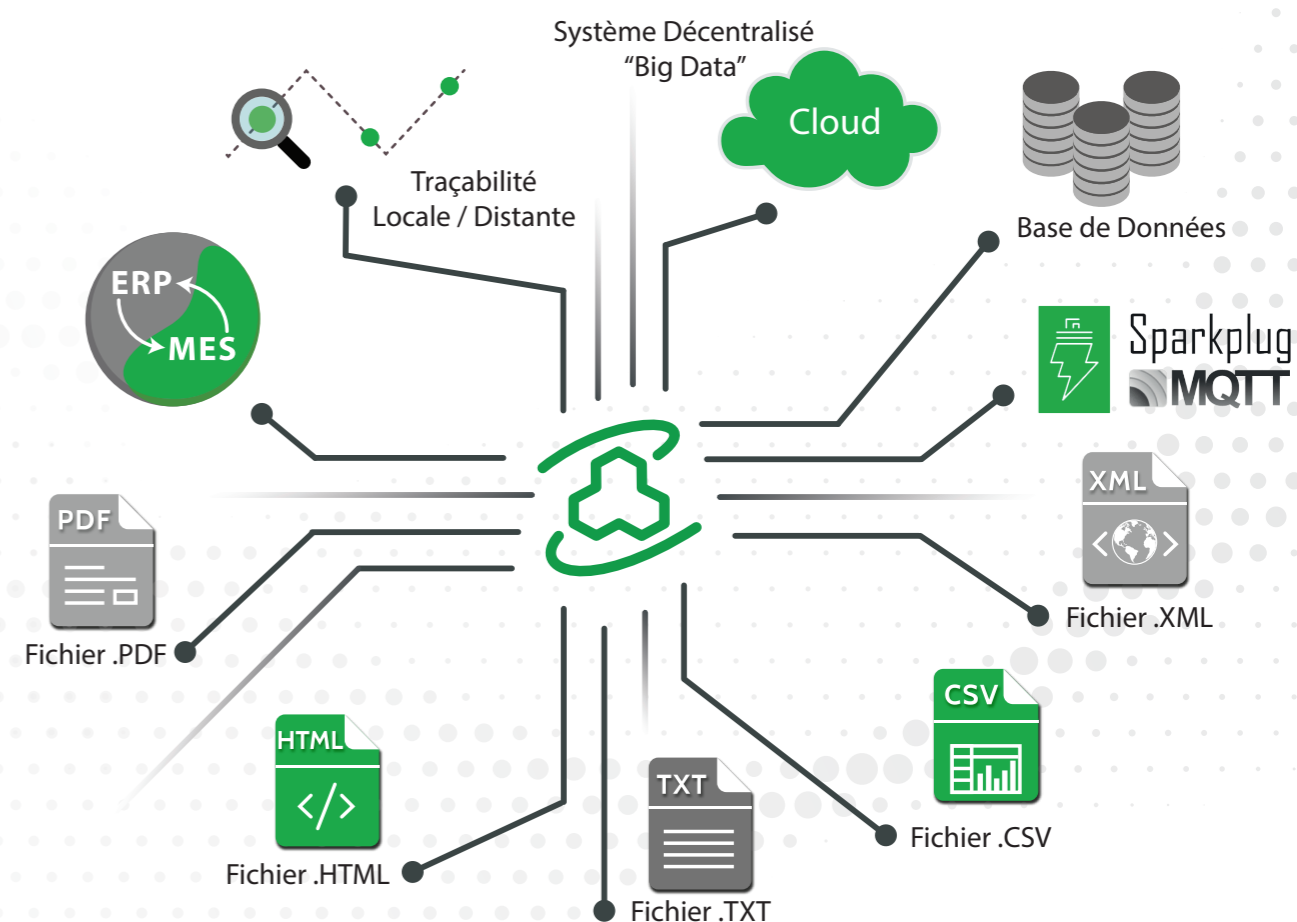 Système Décentralisé
“Big Data”
Cloud
Traçabilité
Locale / Distante
Base de Données
ERP
MES
Sparkplug
MQTT
XML
Fichier .XML
PDF
Fichier .PDF
CSV
Fichier .CSV
HTML
</>
Fichier .HTML
TXT
Fichier .TXT